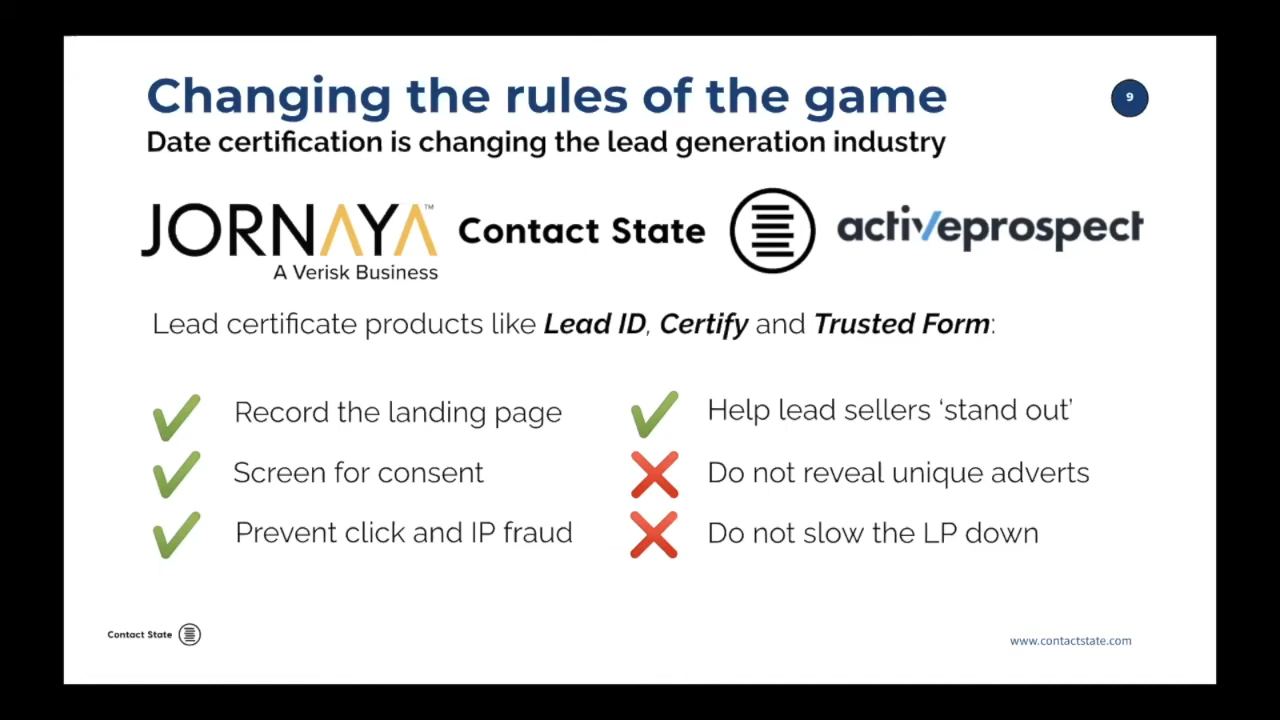 Changing the rules of the game
9
Date certification is changing the lead generation industry
JORNAYA™
A Verisk Business
Contact State
activeprospect
Lead certificate products like Lead ID, Certify and Trusted Form:
Record the landing page
Screen for consent
Prevent click and IP fraud
Help lead sellers ‘stand out’
Do not reveal unique adverts
Do not slow the LP down
Contact State
www.contactstate.com